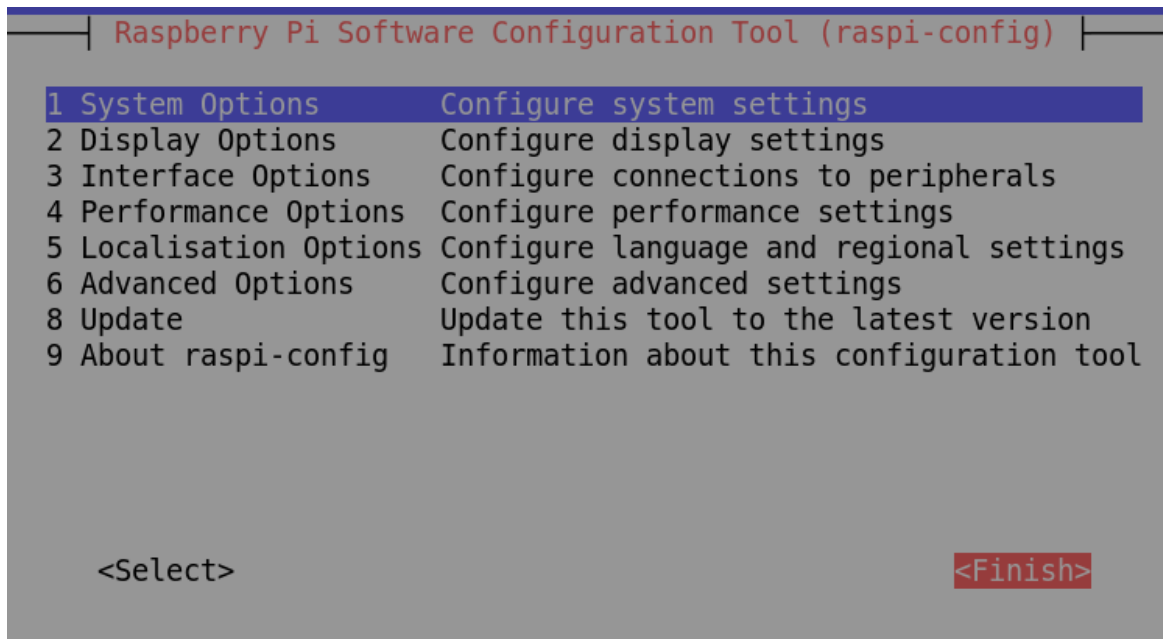 Raspberry Pi Software Configuration Tool (raspi-config)
1 System Options Configure system settings
2 Display Options Configure display settings
3 Interface Options Configure connections to peripherals
4 Performance Options Configure performance settings
5 Localisation Options Configure language and regional settings
6 Advanced Options Configure advanced settings
8 Update Update this tool to the latest version
9 About raspi-config Information about this configuration tool
<Select> <Finish>